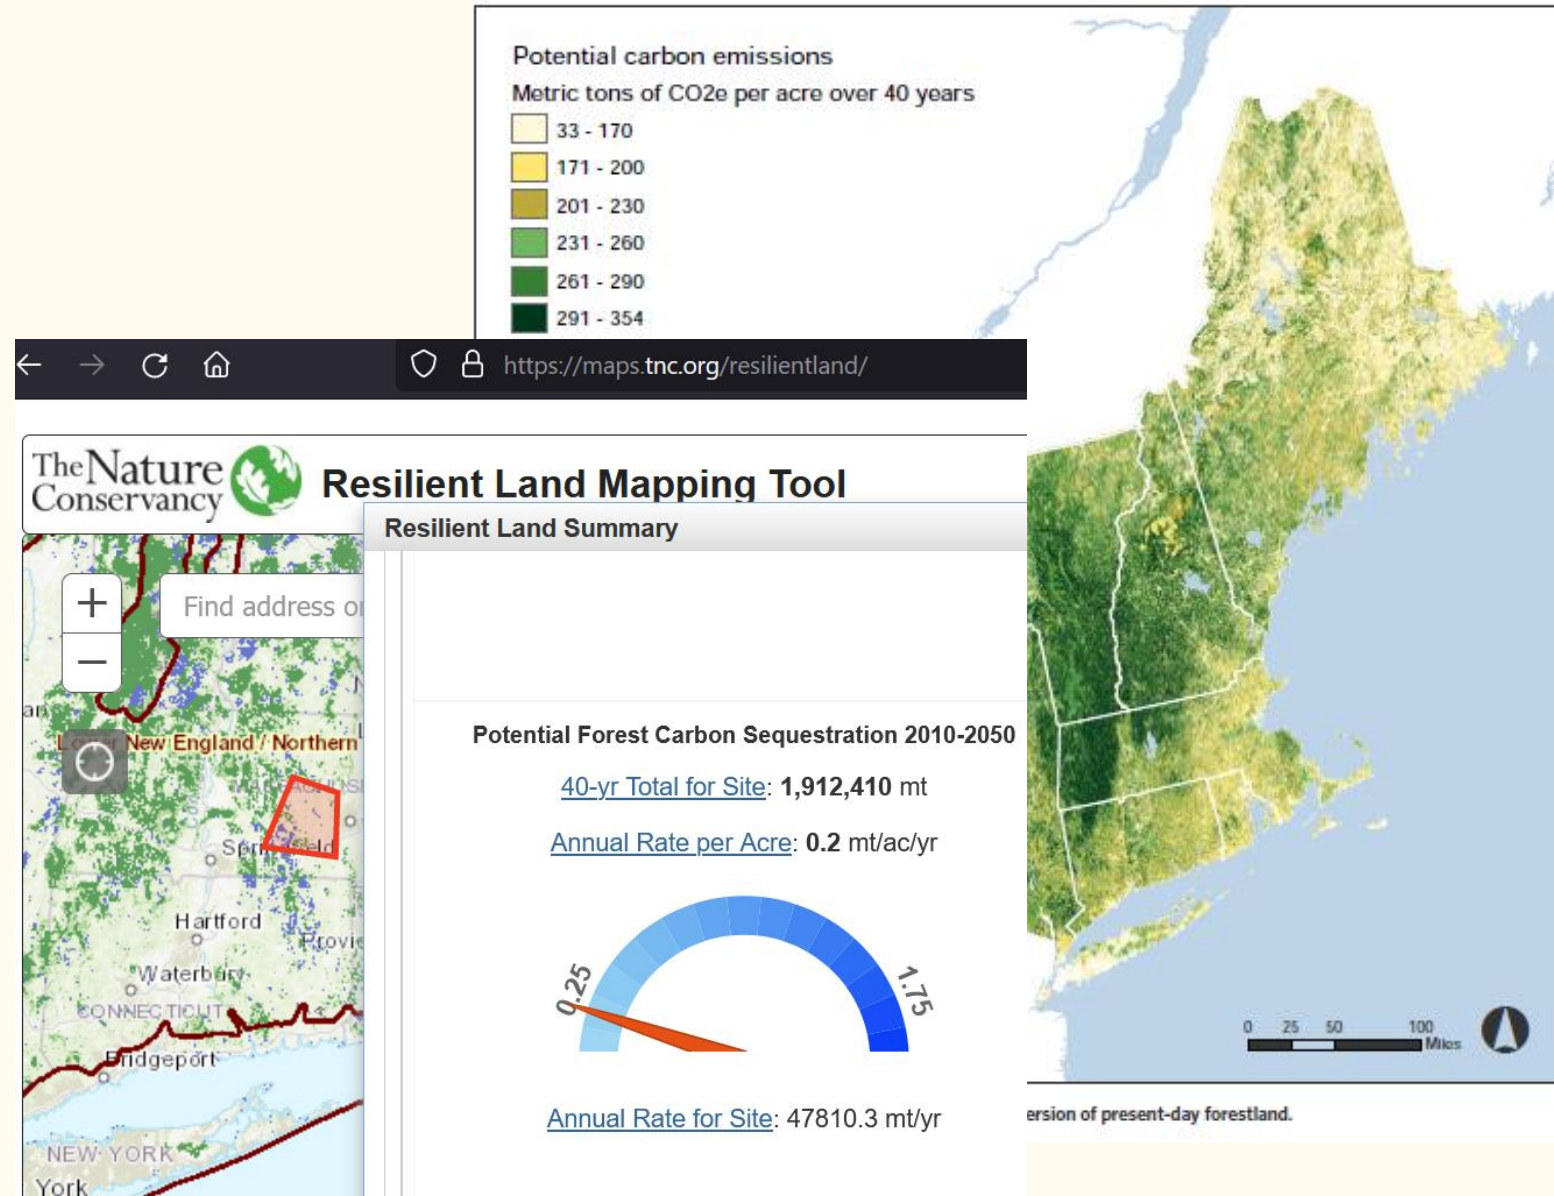 Potential carbon emissions
Metric tons of CO2e per acre over 40 years
33 - 170
171 - 200
201 - 230
231 - 260
261 - 290
291 - 354
https://maps.tnc.org/resilientland/
The Nature
Conservancy
Resilient Land Mapping Tool
Resilient Land Summary
Find address or
New England / Northern
Hartford
Waterbury
CONNECTICUT
Bridgeport
NEW YORK
York
Potential Forest Carbon Sequestration 2010-2050
40-yr Total for Site: 1,912,410 mt
Annual Rate per Acre: 0.2 mt/ac/yr
0.25
1.75
Annual Rate for Site: 47810.3 mt/yr
0 25 50 100
Miles
ersion of present-day forestland.